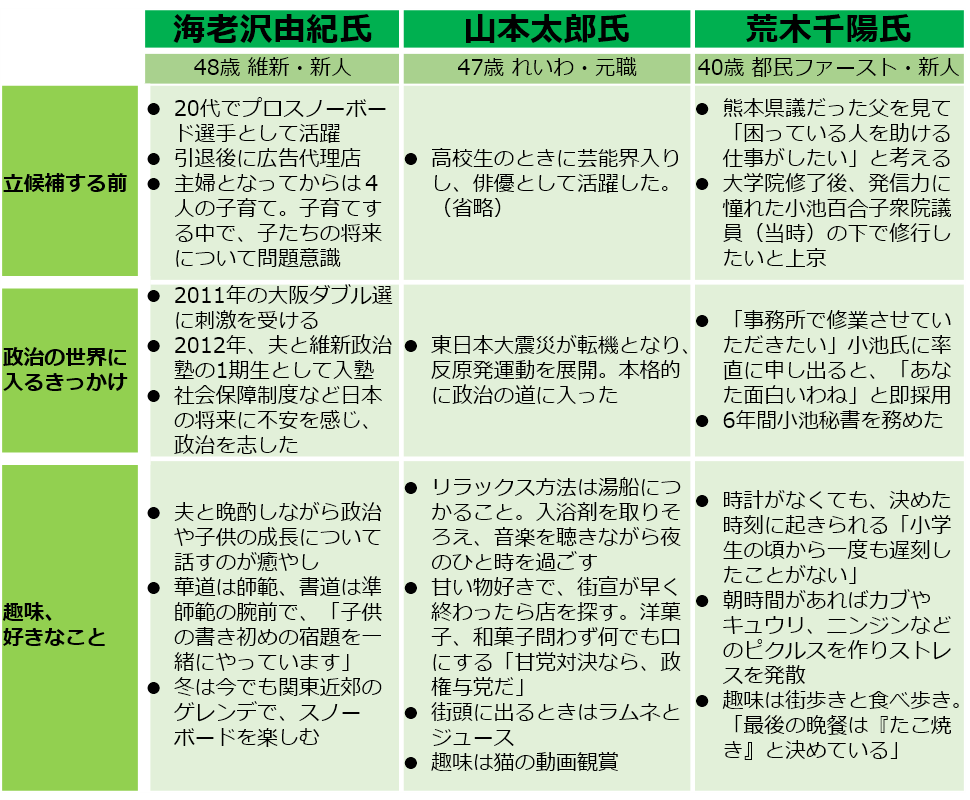 海老沢由紀氏
山本太郎氏
荒木千陽氏
48歳 維新・新人
47歳 れいわ・元職
40歳 都民ファースト・新人
立候補する前
● 20代でプロスノーボー
ド選手として活躍
● 引退後に広告代理店
● 主婦となってからは４
人の子育て。子育てす
る中で、子たちの将来
について問題意識
● 高校生のときに芸能界入り
し、俳優として活躍した。
（省略）
● 熊本県議だった父を見て
「困っている人を助ける
仕事がしたい」と考える
● 大学院修了後、発信力に
憧れた小池百合子衆院議
員（当時）の下で修行し
たいと上京
政治の世界に
入るきっかけ
● 2011年の大阪ダブル選
に刺激を受ける
● 2012年、夫と維新政治
塾の1期生として入塾
● 社会保障制度など日本
の将来に不安を感じ、
政治を志した
● 東日本大震災が転機となり、
反原発運動を展開。本格的
に政治の道に入った
● 「事務所で修業させてい
ただきたい」小池氏に率
直に申し出ると、「あな
た面白いわね」と即採用
● 6年間小池秘書を務めた
趣味、
好きなこと
● 夫と晩酌しながら政治
や子供の成長について
話すのが癒やし
● 華道は師範、書道は準
師範の腕前で、「子供
の書き初めの宿題を一
緒にやっています」
● 冬は今でも関東近郊の
ゲレンデで、スノー
ボードを楽しむ
● リラックス方法は湯船につ
かること。入浴剤を取りそ
ろえ、音楽を聴きながら夜
のひと時を過ごす
● 甘い物好きで、街宣が早く
終わったら店を探す。洋菓
子、和菓子問わず何でも口
にする「甘党対決なら、政
権与党だ」
● 街頭に出るときはラムネと
ジュース
● 趣味は猫の動画観賞
● 時計がなくても、決めた
時刻に起きられる「小学
生の頃から一度も遅刻し
たことがない」
● 朝時間があればカブや
キュウリ、ニンジンなど
のピクルスを作りストレ
スを発散
● 趣味は街歩きと食べ歩き。
「最後の晩餐は『たこ焼
き』と決めている」